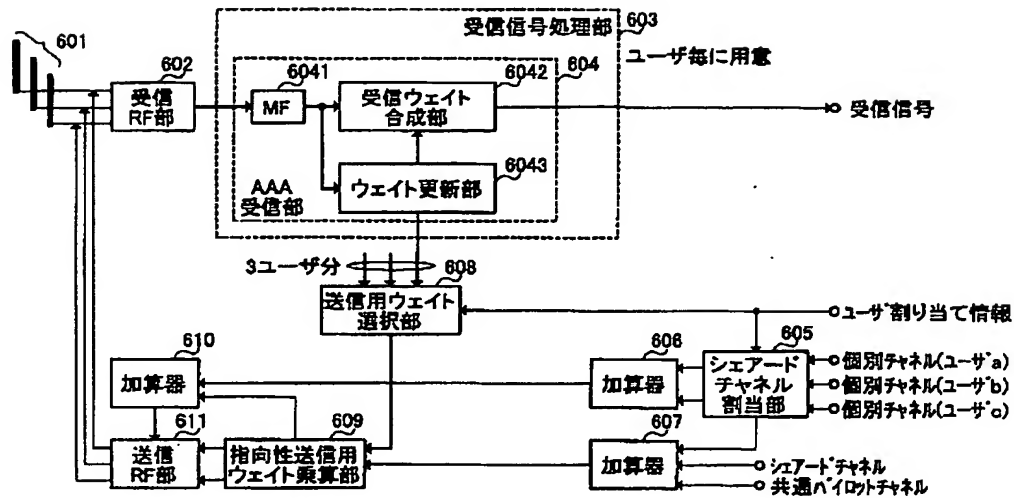 受信信号処理部
603
601
602
6041
6042
604
ユーザ毎に用意
受信
RF部
MF
受信ウェイト
合成部
受信信号
6043
AAA
受信部
ウェイト更新部
3ユーザ分
608
送信用ウェイト
選択部
ユーザ割り当て情報
610
606
605
加算器
加算器
シェアード
チャネル
割当部
個別チャネル(ユーザa)
個別チャネル(ユーザb)
個別チャネル(ユーザc)
611
609
607
送信
RF部
指向性送信用
ウェイト乗算部
加算器
シェアードチャネル
共通パイロットチャネル